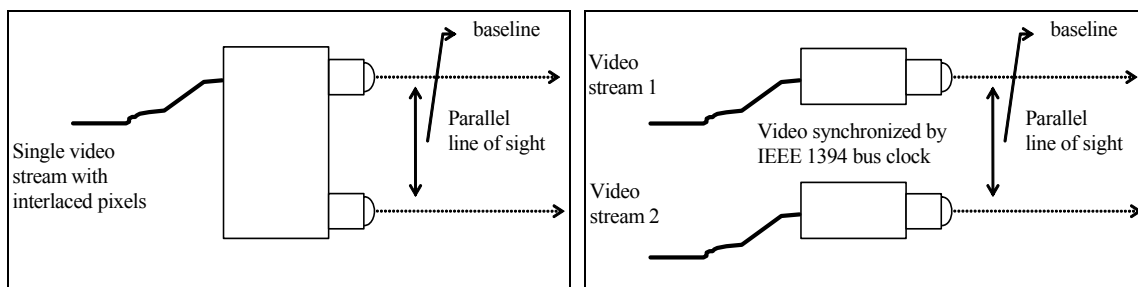 baseline
Parallel
line of sight
Single video
stream with
interlaced pixels
Video
stream 1
baseline
Parallel
line of sight
Video synchronized by
IEEE 1394 bus clock
Video
stream 2